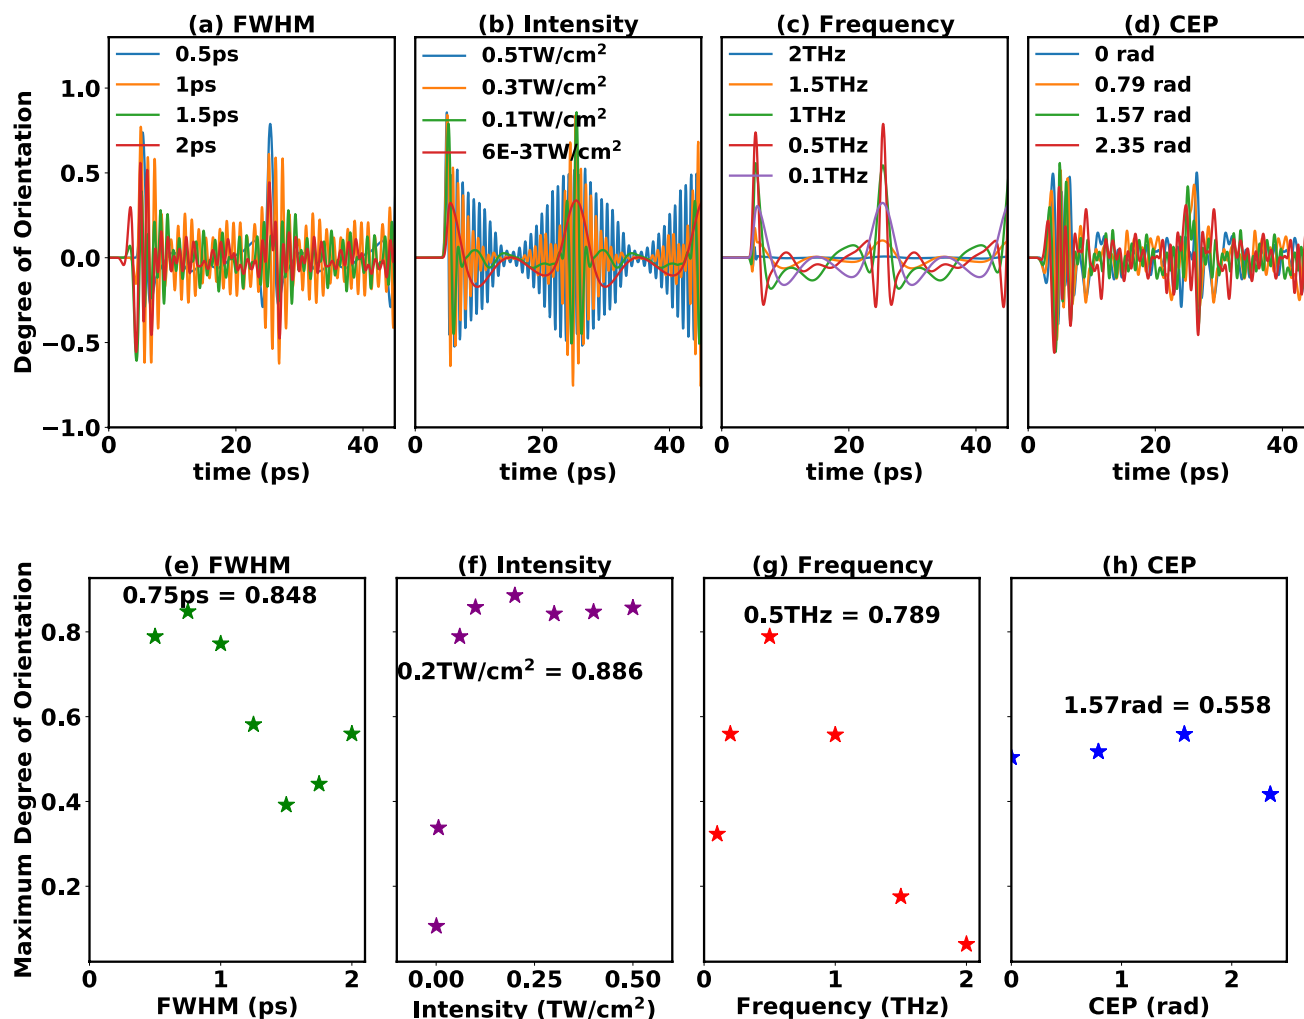 (a) FWHM
(b) Intensity
(c) Frequency
(d) CEP
0.5ps
1ps
1.5ps
2ps
0.5TW/cm²
0.3TW/cm²
0.1TW/cm²
6E-3TW/cm²
2THz
1.5THz
1THz
0.5THz
0.1THz
0 rad
0.79 rad
1.57 rad
2.35 rad
Degree of Orientation
1.0
0.5
0.0
−0.5
−1.0
0 20 40
0 20 40
0 20 40
0 20 40
time (ps)
time (ps)
time (ps)
time (ps)
(e) FWHM
(f) Intensity
(g) Frequency
(h) CEP
0.75ps = 0.848
0.2TW/cm² = 0.886
0.5THz = 0.789
1.57rad = 0.558
Maximum Degree of Orientation
0.8
0.6
0.4
0.2
0 1 2
0.00 0.25 0.50
0 1 2
0 1 2
FWHM (ps)
Intensity (TW/cm²)
Frequency (THz)
CEP (rad)